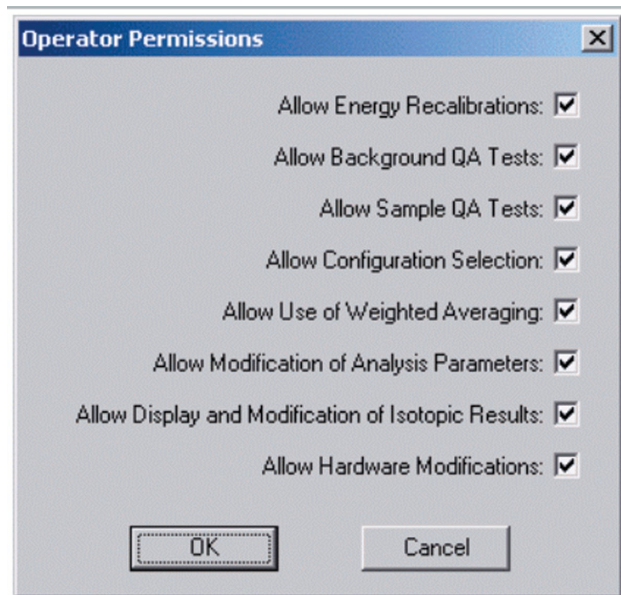 Operator Permissions
Allow Energy Recalibrations:
Allow Background QA Tests:
Allow Sample QA Tests:
Allow Configuration Selection:
Allow Use of Weighted Averaging:
Allow Modification of Analysis Parameters:
Allow Display and Modification of Isotopic Results:
Allow Hardware Modifications:
OK Cancel